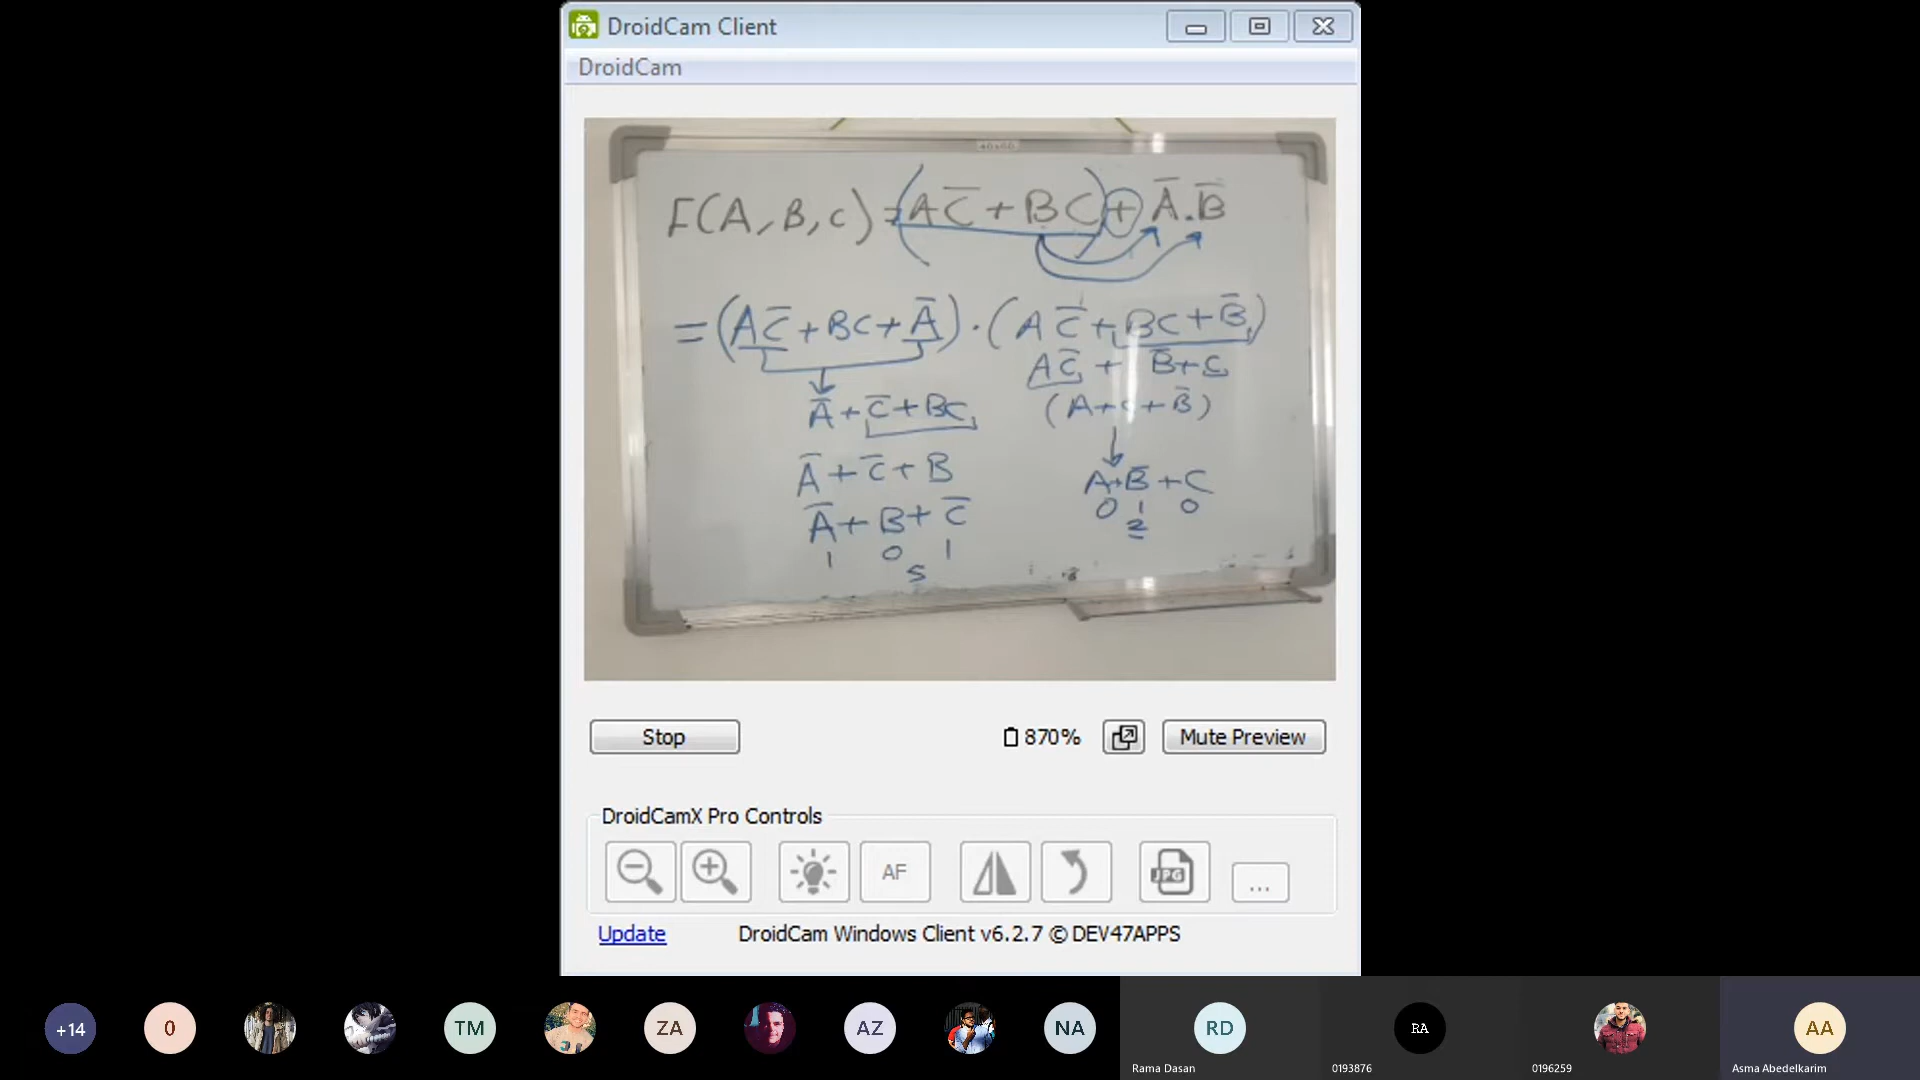 DroidCam Client
DroidCam
40x60
F(A,B,C) = (AC̅ + BC) + A̅.B̅
= (AC̅ + BC + A̅) . (AC̅ + BC + B̅)
AC̅ + B̅+C
A̅ + C̅ + BC
(A+C+B̅)
A̅ + C̅ + B
A+B̅+C
0 1 0
2
A̅ + B + C̅
1 0 1
5
Stop
870%
Mute Preview
DroidCamX Pro Controls
AF
JPG
...
Update
DroidCam Windows Client v6.2.7 © DEV47APPS
+14
0
TM
ZA
AZ
NA
RD
RA
AA
Rama Dasan
0193876
0196259
Asma Abedelkarim